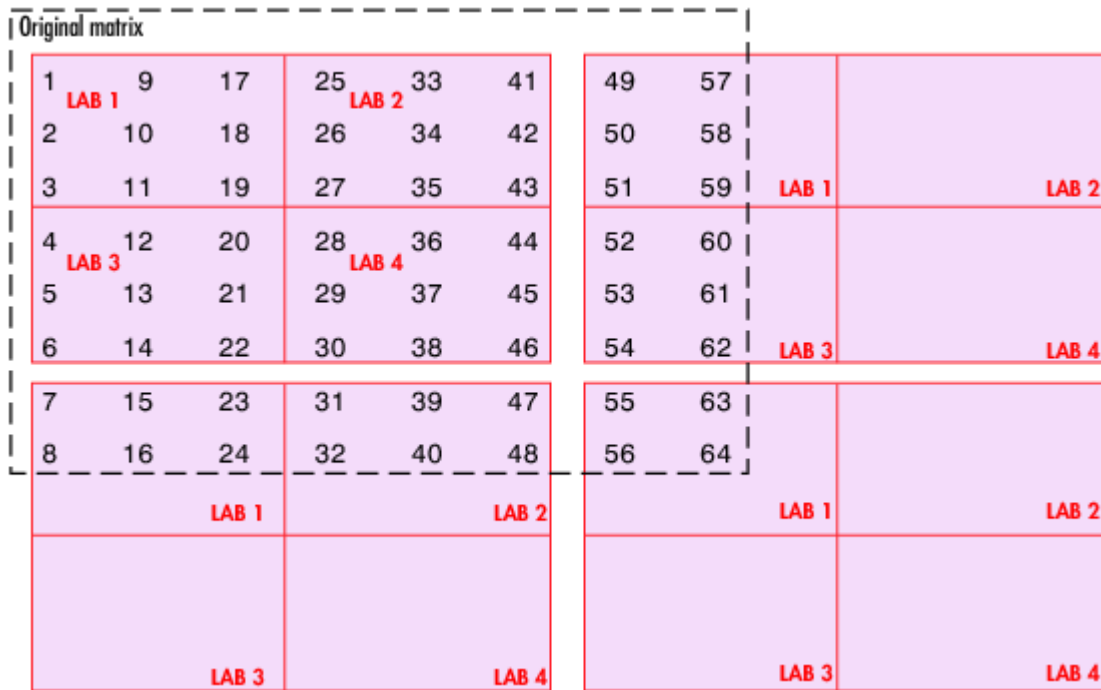 Original matrix
1 9 17 25 33 41 49 57
LAB 1 LAB 2
2 10 18 26 34 42 50 58
3 11 19 27 35 43 51 59 LAB 1 LAB 2
4 12 20 28 36 44 52 60
LAB 3 LAB 4
5 13 21 29 37 45 53 61
6 14 22 30 38 46 54 62 LAB 3 LAB 4
7 15 23 31 39 47 55 63
8 16 24 32 40 48 56 64
LAB 1 LAB 2 LAB 1 LAB 2
LAB 3 LAB 4 LAB 3 LAB 4